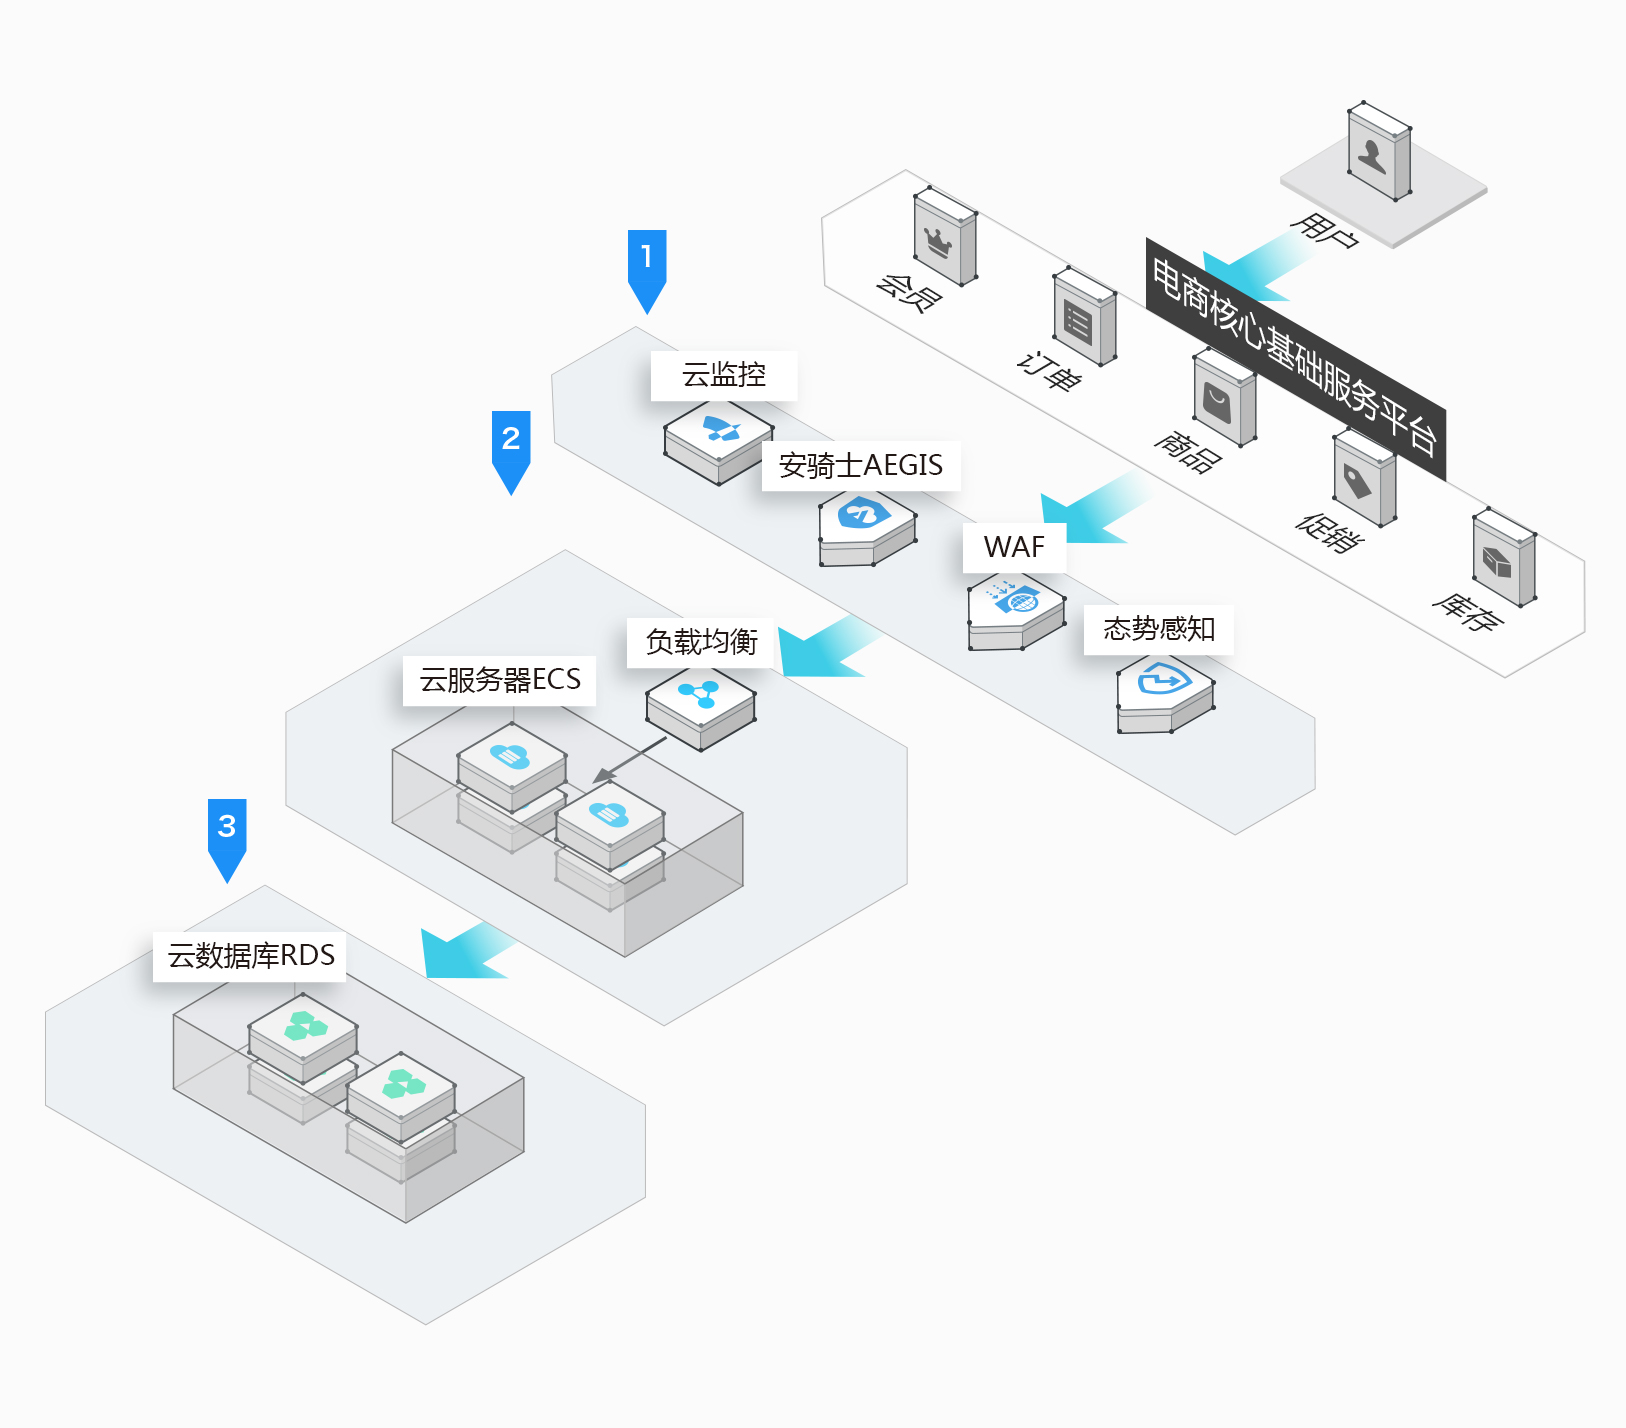 用户
电商核心基础服务平台
会员
订单
商品
促销
库存
1
云监控
安骑士AEGIS
WAF
态势感知
2
负载均衡
云服务器ECS
3
云数据库RDS